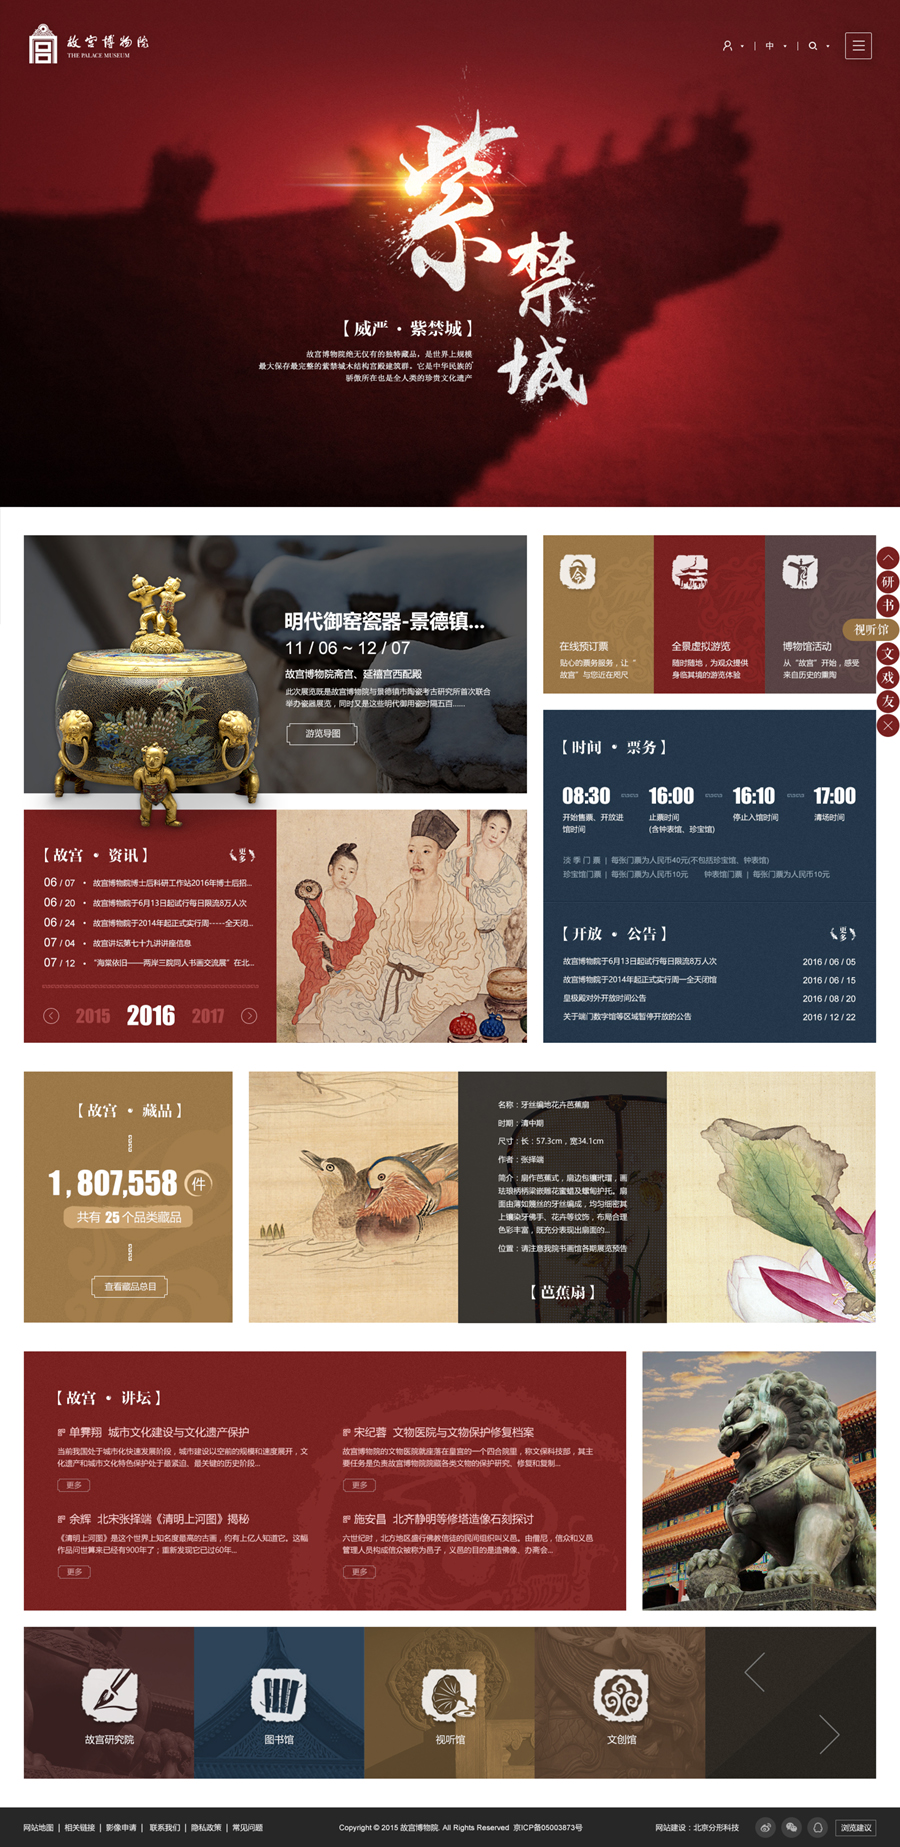 故宫博物院
THE PALACE MUSEUM
中
紫禁城
【威严·紫禁城】
故宫博物院绝无仅有的独特藏品，是世界上规模
最大保存最完整的紫禁城木结构宫殿建筑群。它是中华民族的
骄傲所在也是全人类的珍贵文化遗产
明代御窑瓷器-景德镇...
11 / 06 ~ 12 / 07
故宫博物院斋宫、延禧宫西配殿
此次展览既是故宫博物院与景德镇市陶瓷考古研究所首次联合
举办瓷器展览，同时又是这些明代御用瓷时隔五百......
游览导图
在线预订票
贴心的票务服务，让“
故宫”与您近在咫尺
全景虚拟游览
随时随地，为观众提供
身临其境的游览体验
博物馆活动
从“故宫”开始，感受
来自历史的熏陶
研
书
视听馆
文
戏
友
【时间·票务】
08:30 16:00 16:10 17:00
开始售票、开放进馆时间
止票时间
(含钟表馆、珍宝馆)
停止入馆时间
清场时间
淡 季 门 票 | 每张门票为人民币40元(不包括珍宝馆、钟表馆)
珍宝馆门票 | 每张门票为人民币10元 钟表馆门票 | 每张门票为人民币10元
【故宫·资讯】
更多
06 / 07 • 故宫博物院博士后科研工作站2016年博士后招...
06 / 20 • 故宫博物院于6月13日起试行每日限流8万人次
06 / 24 • 故宫博物院于2014年起正式实行周-----全天闭...
07 / 04 • 故宫讲坛第七十九讲讲座信息
07 / 12 • “海棠依旧——两岸三院同人书画交流展”在北...
2015 2016 2017
【开放·公告】
更多
故宫博物院于6月13日起试行每日限流8万人次 2016 / 06 / 05
故宫博物院于2014年起正式实行周一全天闭馆 2016 / 06 / 15
皇极殿对外开放时间公告 2016 / 08 / 20
关于端门数字馆等区域暂停开放的公告 2016 / 12 / 22
【故宫·藏品】
1,807,558 件
共有 25 个品类藏品
查看藏品总目
名称：牙丝编地花卉芭蕉扇
时期：清中期
尺寸：长：57.3cm，宽34.1cm
作者：张择端
简介：扇作芭蕉式，扇边包镶玳瑁，画
珐琅柄柄梁嵌雕花蜜蜡及螺甸护托。扇
面由薄如翘丝的牙丝编成，均匀细密其
上镶染牙佛手、花卉等纹饰，布局合理
色彩丰富，既充分表现出扇面的...
位置：请注意我院书画馆各期展览预告
【芭蕉扇】
【故宫·讲坛】
单霁翔 城市文化建设与文化遗产保护
当前我国处于城市化快速发展阶段，城市建设以空前的规模和速度展开，文
化遗产和城市文化特色保护处于最紧迫、最关键的历史阶段...
更多
宋纪蓉 文物医院与文物保护修复档案
故宫博物院的文物医院就座落在皇宫的一个四合院里，称文保科技部，其主
要任务是负责故宫博物院院藏各类文物的保护研究、修复和复制...
更多
余辉 北宋张择端《清明上河图》揭秘
《清明上河图》是这个世界上知名度最高的古画，约有上亿人知道它。这幅
作品问世算来已经有900年了；重新发现它已过60年...
更多
施安昌 北齐静明等修塔造像石刻探讨
六世纪时，北方地区盛行佛教信徒的民间组织叫义邑。由僧尼，信众和义邑
管理人员构成信众被称为邑子，义邑的目的是造佛像、办斋会...
更多
故宫研究院
图书馆
视听馆
文创馆
网站地图 | 相关链接 | 影像申请 | 联系我们 | 隐私政策 | 常见问题
Copyright © 2015 故宫博物院. All Rights Reserved 京ICP备05003873号
网站建设：北京分形科技
浏览建议